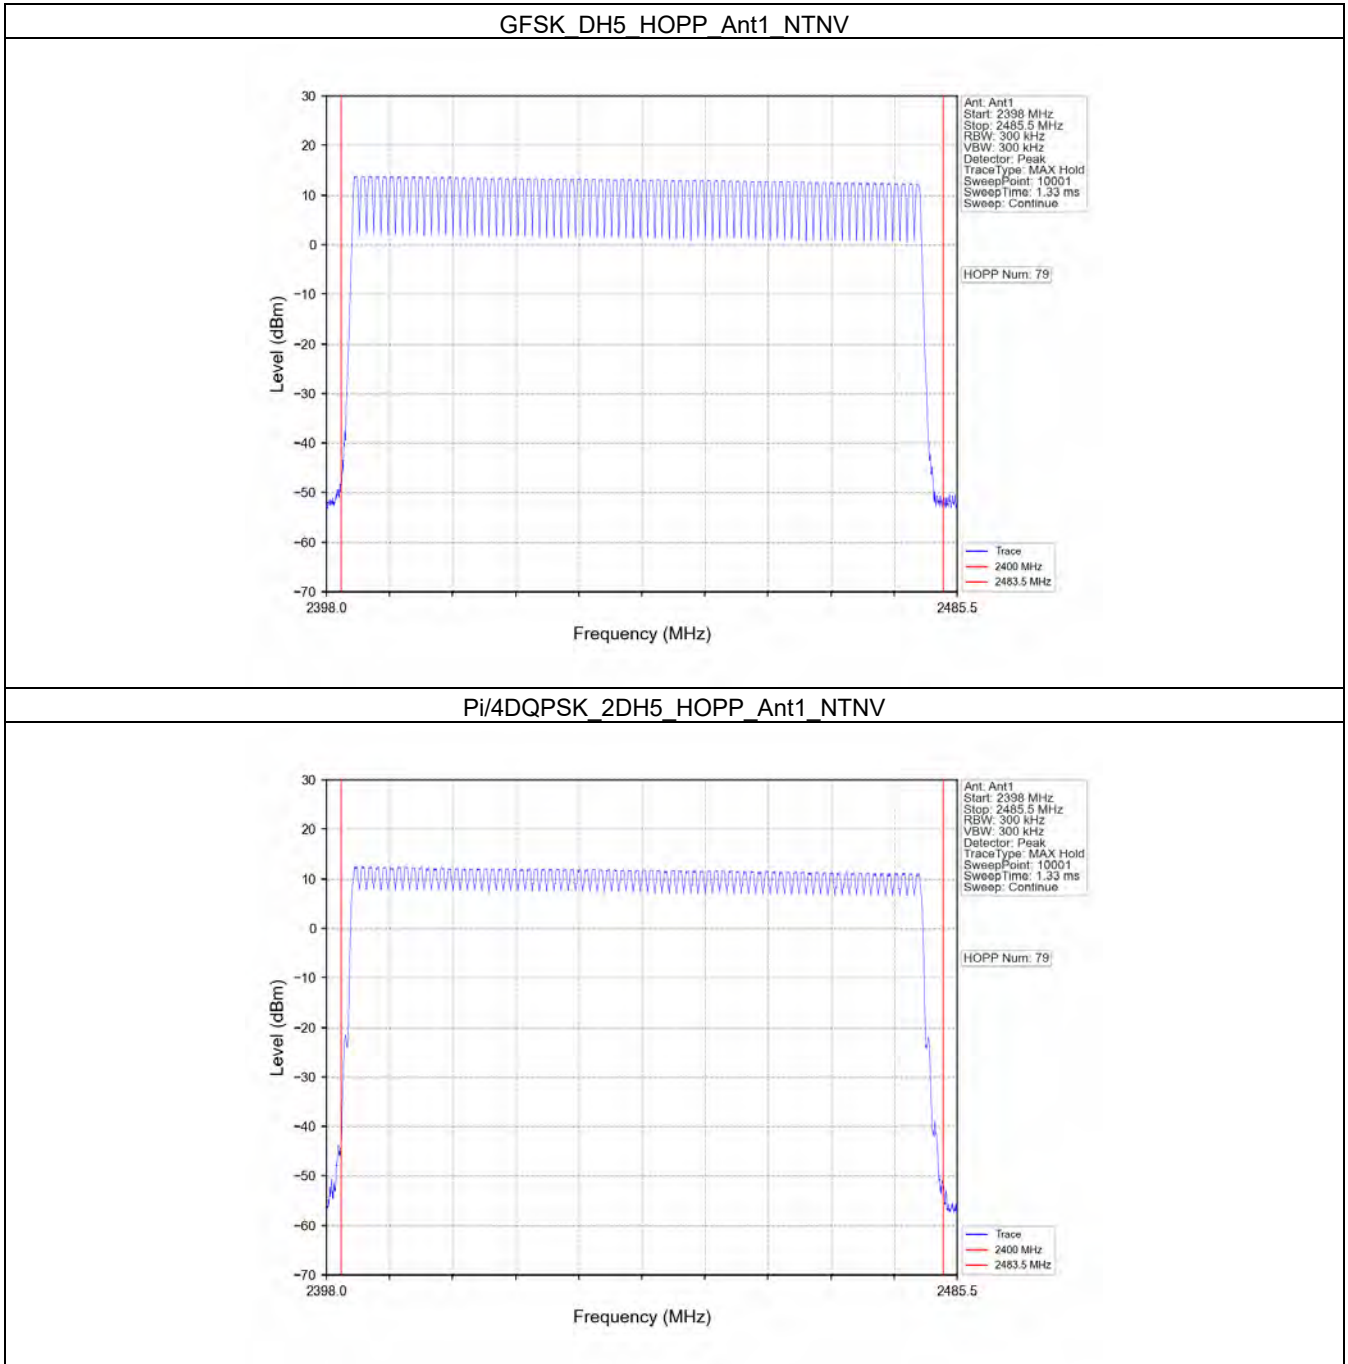 GFSK_DH5_HOPP_Ant1_NTNV
30
20
10
0
−10
−20
−30
−40
−50
−60
−70
Level (dBm)
2398.0
2485.5
Frequency (MHz)
Ant: Ant1
Start: 2398 MHz
Stop: 2485.5 MHz
RBW: 300 kHz
VBW: 300 kHz
Detector: Peak
TraceType: MAX Hold
SweepPoint: 10001
SweepTime: 1.33 ms
Sweep: Continue
HOPP Num: 79
Trace
2400 MHz
2483.5 MHz
Pi/4DQPSK_2DH5_HOPP_Ant1_NTNV
30
20
10
0
−10
−20
−30
−40
−50
−60
−70
Level (dBm)
2398.0
2485.5
Frequency (MHz)
Ant: Ant1
Start: 2398 MHz
Stop: 2485.5 MHz
RBW: 300 kHz
VBW: 300 kHz
Detector: Peak
TraceType: MAX Hold
SweepPoint: 10001
SweepTime: 1.33 ms
Sweep: Continue
HOPP Num: 79
Trace
2400 MHz
2483.5 MHz